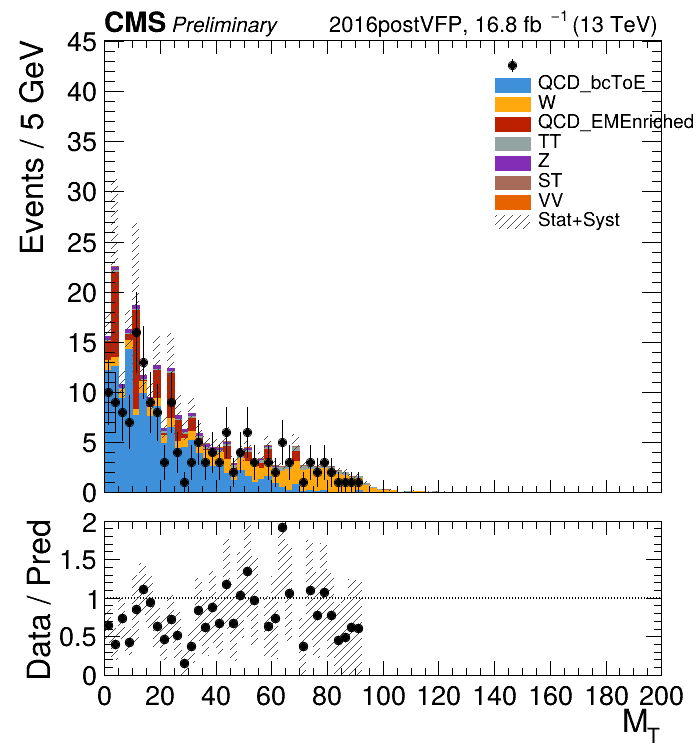 CMS Preliminary 2016postVFP, 16.8 fb⁻¹ (13 TeV)
Events / 5 GeV
45
40
35
30
25
20
15
10
5
0
QCD_bcToE
W
QCD_EMEnriched
TT
Z
ST
VV
Stat+Syst
Data / Pred
2
1.5
1
0.5
0
0 20 40 60 80 100 120 140 160 180 200
M_T